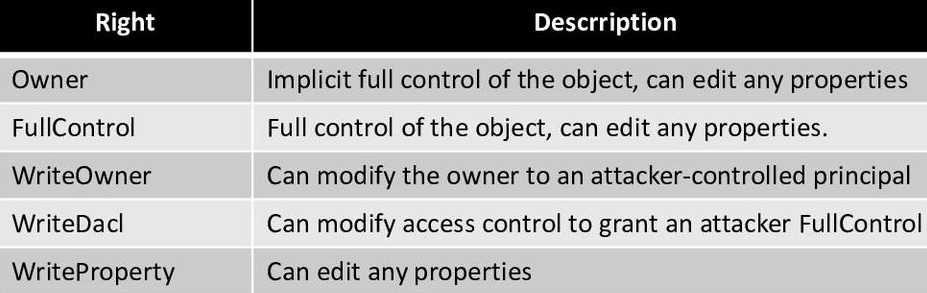 Right Descrription
Owner Implicit full control of the object, can edit any properties
FullControl Full control of the object, can edit any properties.
WriteOwner Can modify the owner to an attacker-controlled principal
WriteDacl Can modify access control to grant an attacker FullControl
WriteProperty Can edit any properties